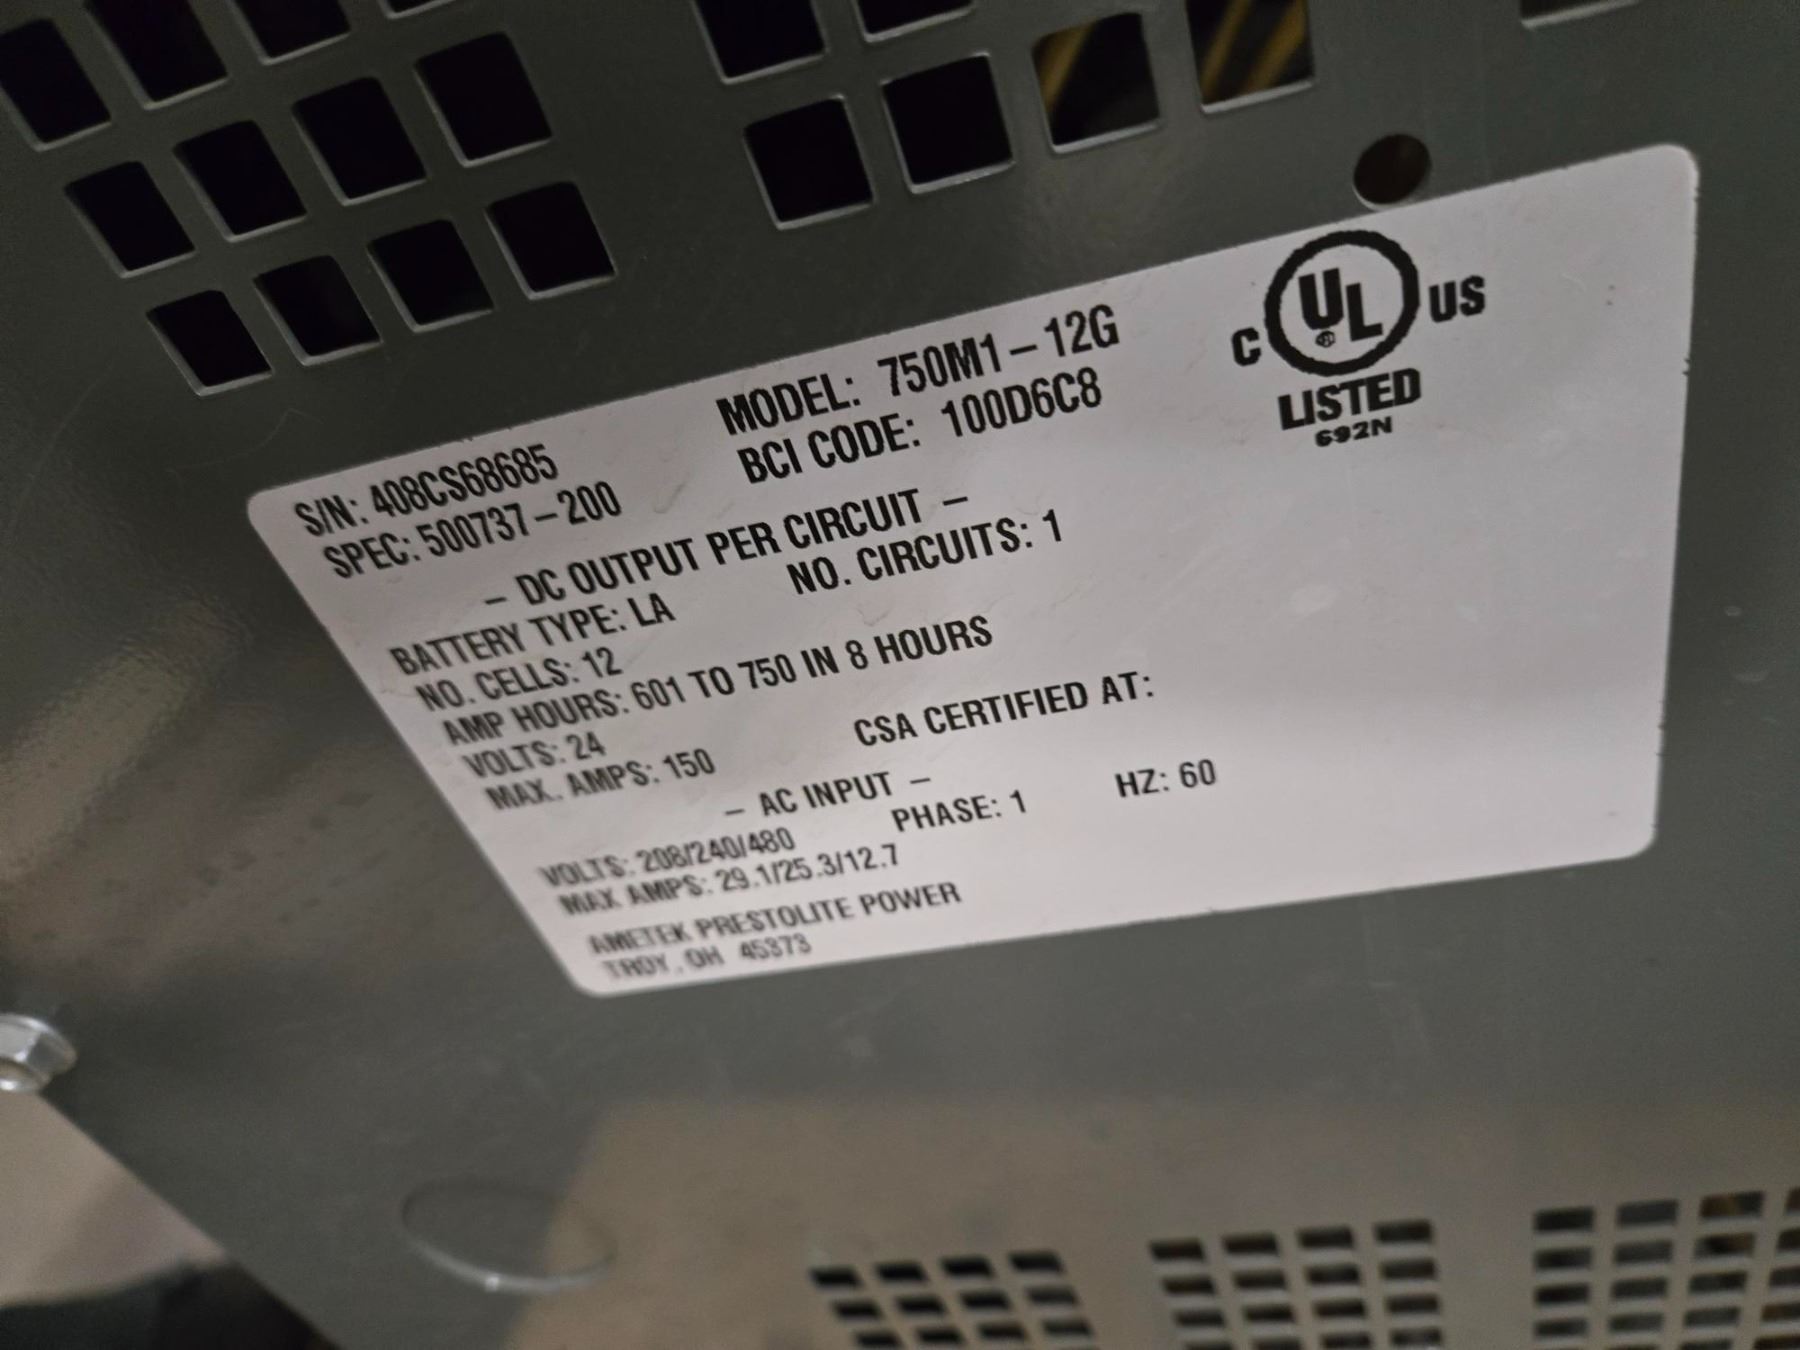 S/N: 408CS68685 MODEL: 750M1-12G
SPEC: 500737-200 BCI CODE: 100D6C8
C UL ® US
LISTED
692N
- DC OUTPUT PER CIRCUIT -
BATTERY TYPE: LA NO. CIRCUITS: 1
NO. CELLS: 12
AMP HOURS: 601 TO 750 IN 8 HOURS
VOLTS: 24
MAX. AMPS: 150 CSA CERTIFIED AT:
- AC INPUT -
VOLTS: 208/240/480 PHASE: 1 HZ: 60
MAX AMPS: 29.1/25.3/12.7
AMETEK PRESTOLITE POWER
TROY, OH 45373